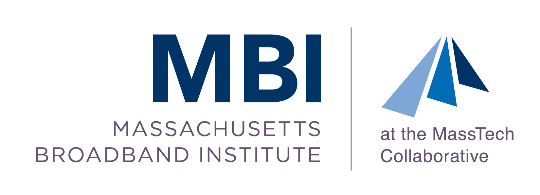 MBI
MASSACHUSETTS
BROADBAND INSTITUTE
at the MassTech
Collaborative